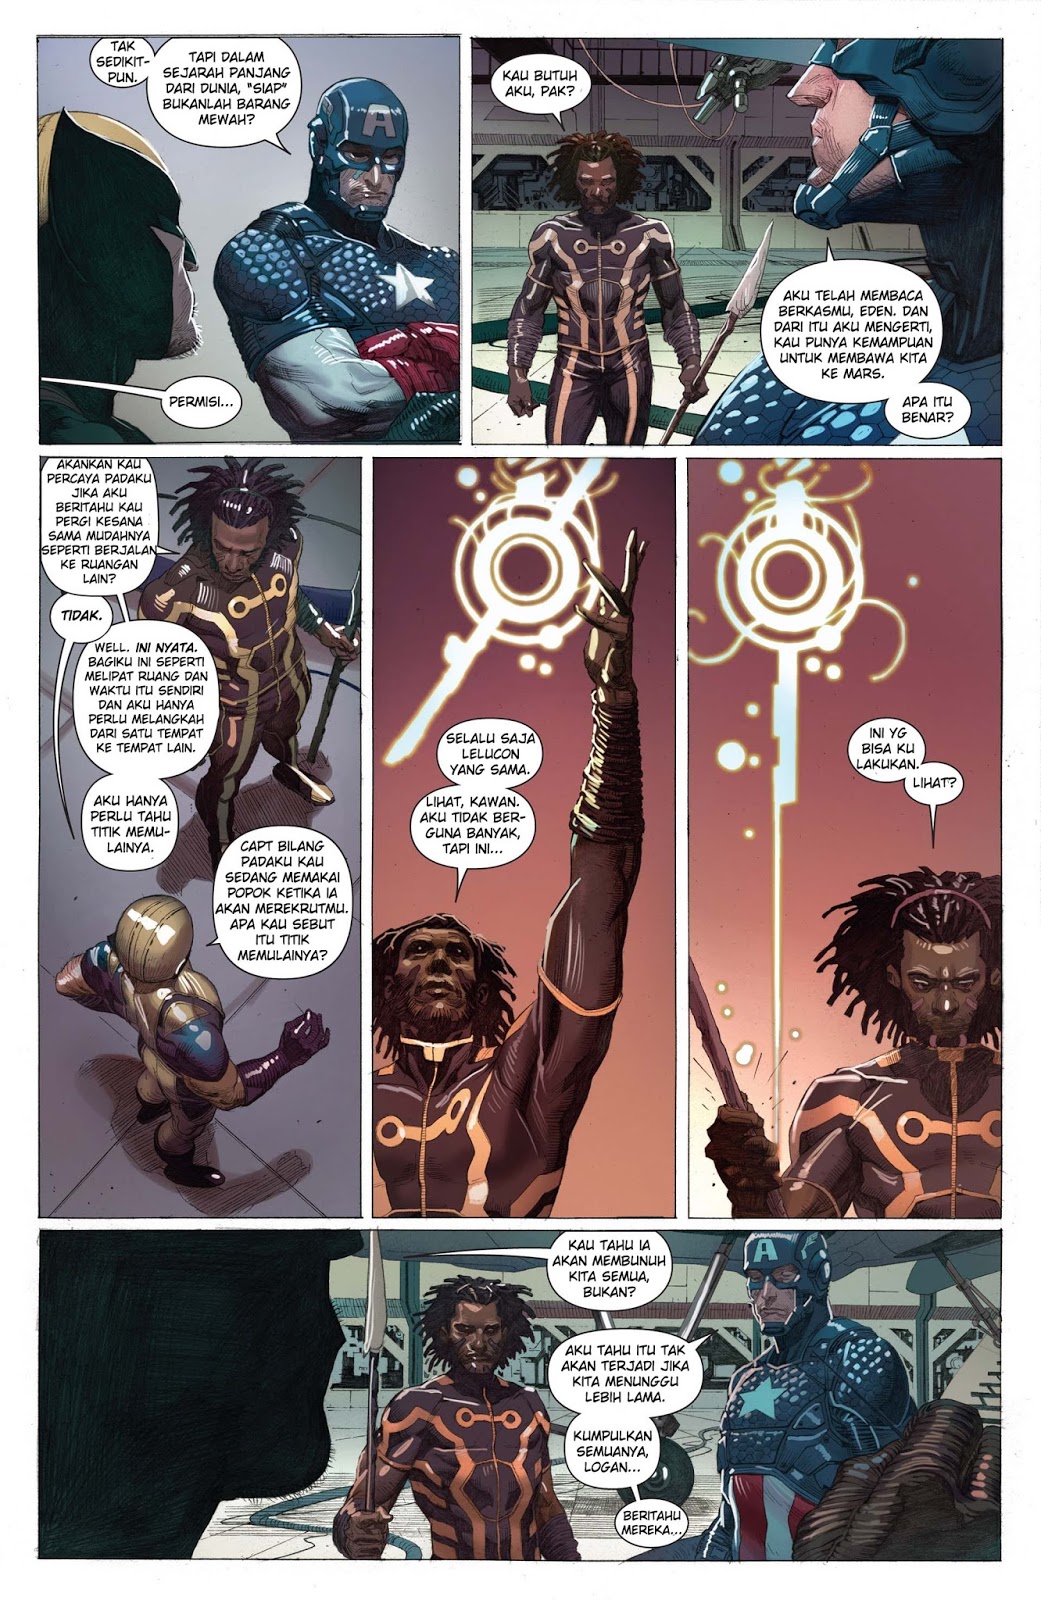 TAK
SEDIKIT-
PUN.
TAPI DALAM
SEJARAH PANJANG
DARI DUNIA, "SIAP"
BUKANLAH BARANG
MEWAH?
A
PERMISI...
KAU BUTUH
AKU, PAK?
AKU TELAH MEMBACA
BERKASMU, EDEN. DAN
DARI ITU AKU MENGERTI,
KAU PUNYA KEMAMPUAN
UNTUK MEMBAWA KITA
KE MARS.
APA ITU
BENAR?
AKANKAN KAU
PERCAYA PADAKU
JIKA AKU
BERITAHU KAU
PERGI KESANA
SAMA MUDAHNYA
SEPERTI BERJALAN
KE RUANGAN
LAIN?
TIDAK.
WELL. INI NYATA.
BAGIKU INI SEPERTI
MELIPAT RUANG DAN
WAKTU ITU SENDIRI
DAN AKU HANYA
PERLU MELANGKAH
DARI SATU TEMPAT
KE TEMPAT LAIN.
AKU HANYA
PERLU TAHU
TITIK MEMU-
LAINYA.
CAPT BILANG
PADAKU KAU
SEDANG MEMAKAI
POPOK KETIKA IA
AKAN MEREKRUTMU.
APA KAU SEBUT
ITU TITIK
MEMULAINYA?
SELALU SAJA
LELUCON
YANG SAMA.
LIHAT, KAWAN.
AKU TIDAK BER-
GUNA BANYAK,
TAPI INI...
INI YG
BISA KU
LAKUKAN.
LIHAT?
KAU TAHU IA
AKAN MEMBUNUH
KITA SEMUA,
BUKAN?
A
AKU TAHU ITU TAK
AKAN TERJADI JIKA
KITA MENUNGGU
LEBIH LAMA.
KUMPULKAN
SEMUANYA,
LOGAN...
BERITAHU
MEREKA...